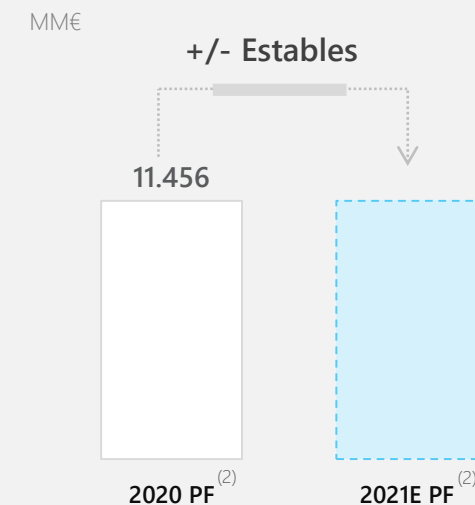 MM€
+/- Estables
11.456
2020 PF (2)
2021E PF (2)